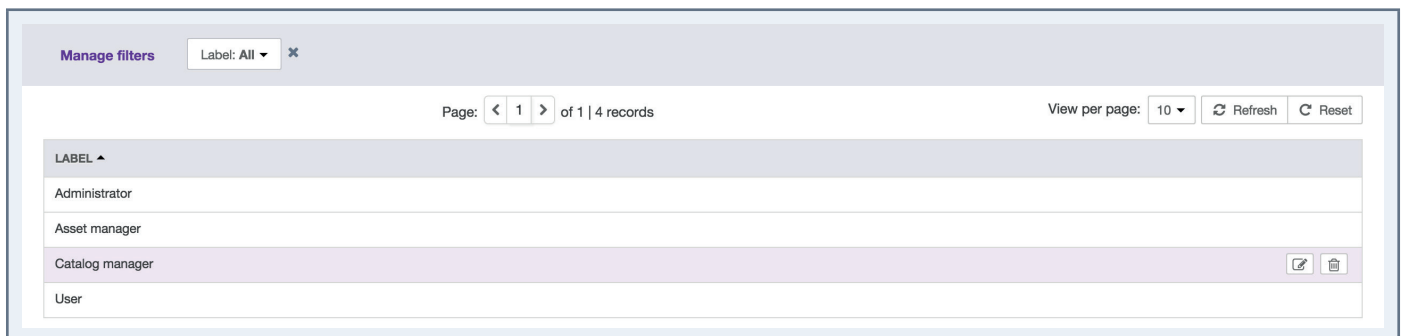 Manage filters Label: All
Page: 1 of 1 | 4 records View per page: 10 Refresh Reset
LABEL
Administrator
Asset manager
Catalog manager
User